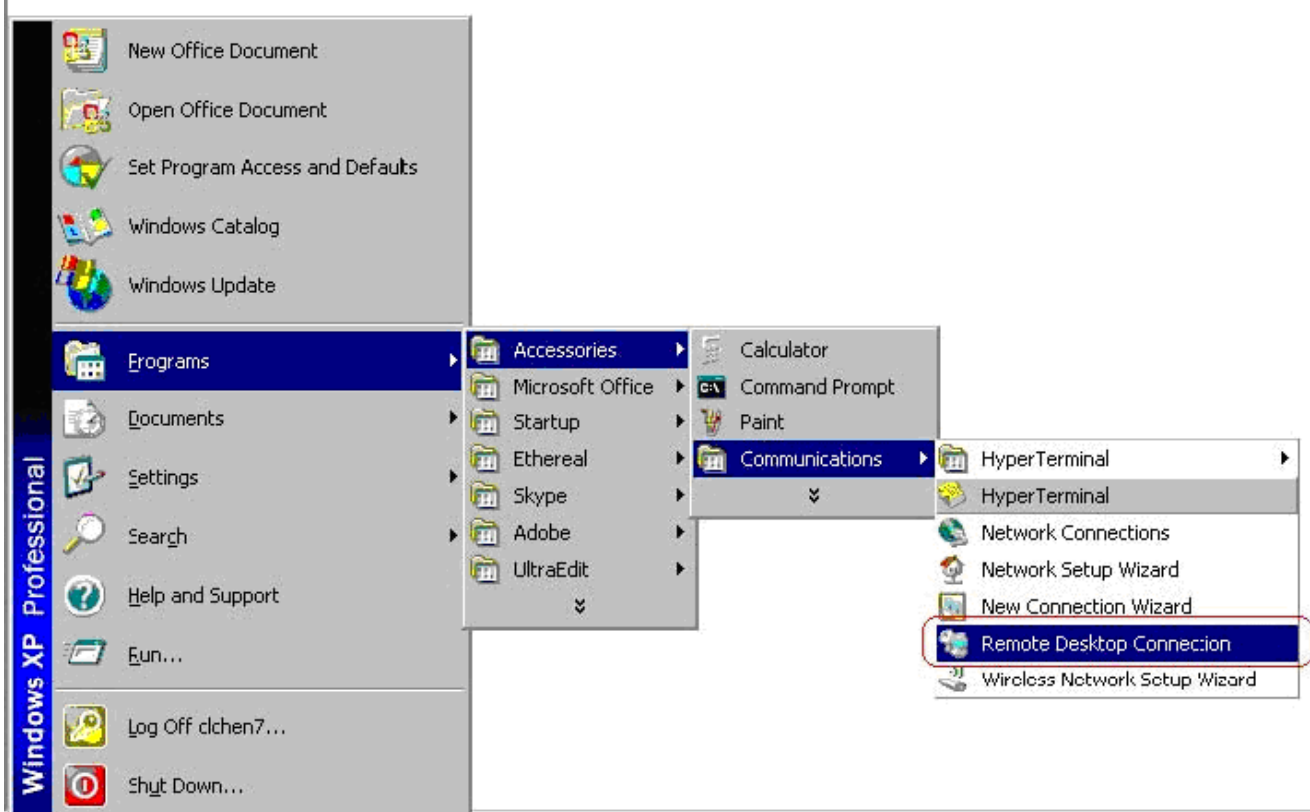 New Office Document
Open Office Document
Set Program Access and Defaults
Windows Catalog
Windows Update
Programs
Documents
Settings
Search
Help and Support
Run...
Log Off clchen7...
Shut Down...
Windows XP Professional
Accessories
Microsoft Office
Startup
Ethereal
Skype
Adobe
UltraEdit
Calculator
C:\
Command Prompt
Paint
Communications
HyperTerminal
HyperTerminal
Network Connections
Network Setup Wizard
New Connection Wizard
Remote Desktop Connection
Wireless Network Setup Wizard